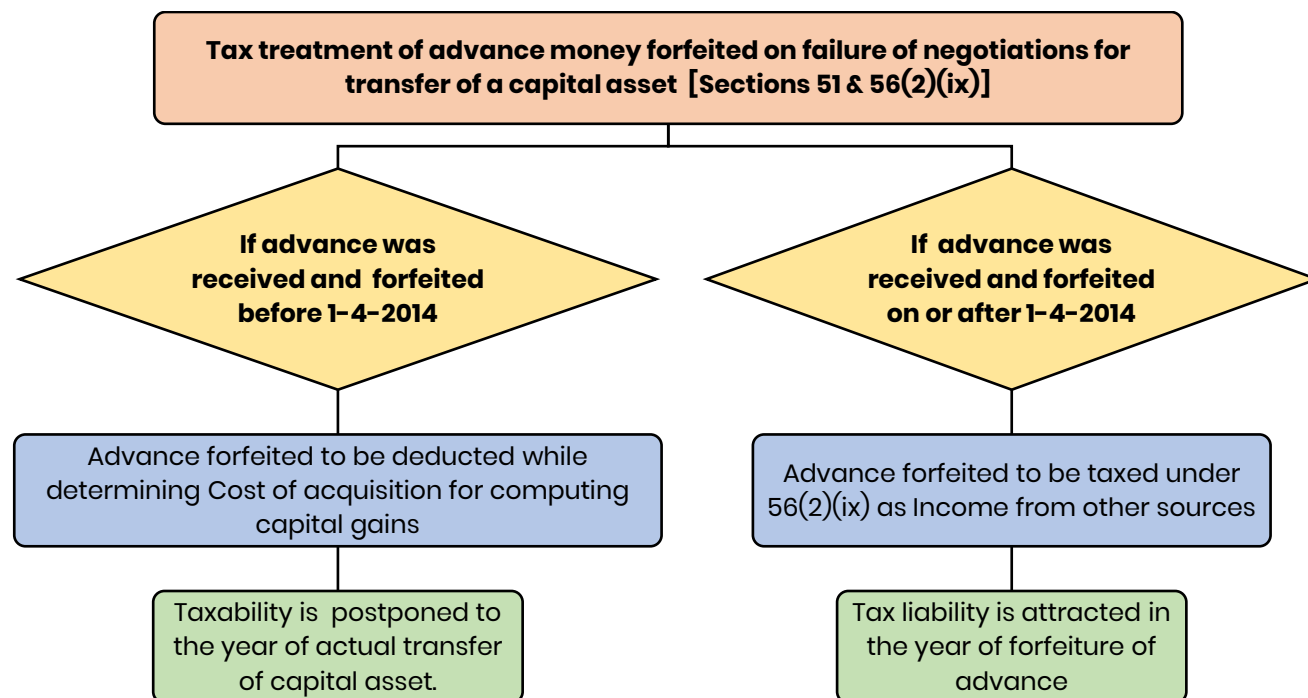 Tax treatment of advance money forfeited on failure of negotiations for
transfer of a capital asset [Sections 51 & 56(2)(ix)]
If advance was
received and forfeited
before 1-4-2014
If advance was
received and forfeited
on or after 1-4-2014
Advance forfeited to be deducted while
determining Cost of acquisition for computing
capital gains
Advance forfeited to be taxed under
56(2)(ix) as Income from other sources
Taxability is postponed to
the year of actual transfer
of capital asset.
Tax liability is attracted in
the year of forfeiture of
advance